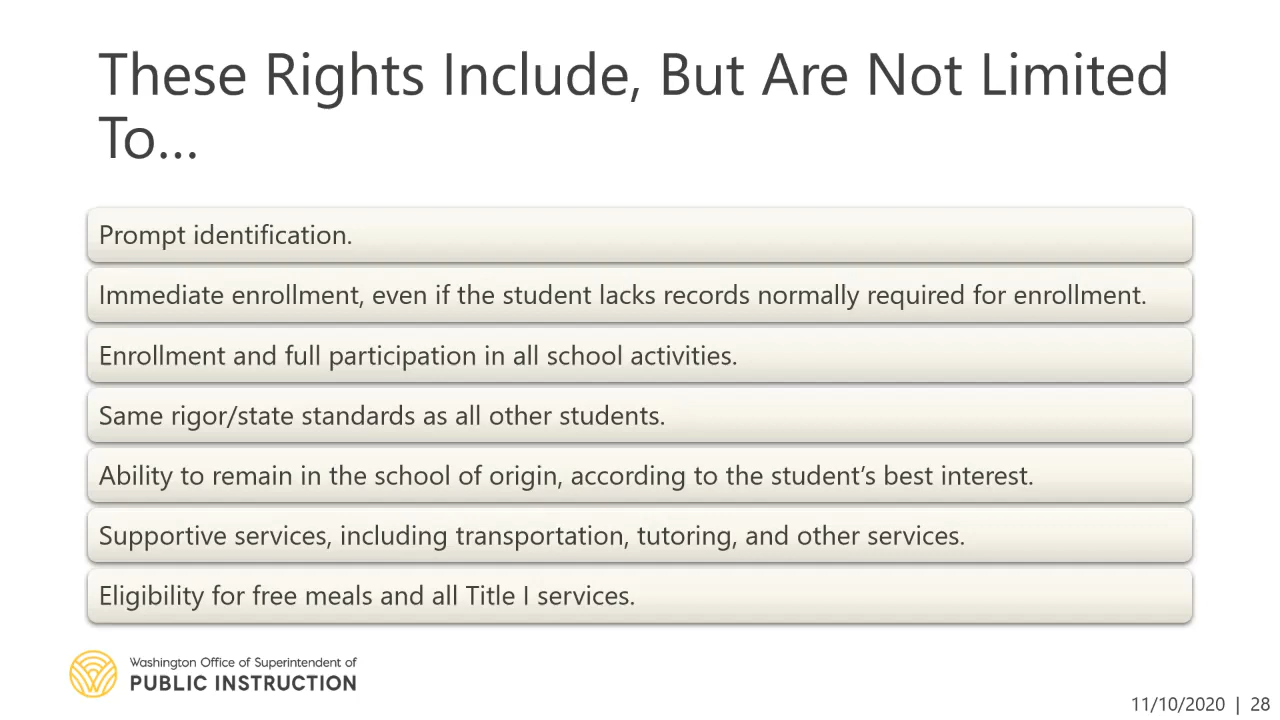 These Rights Include, But Are Not Limited
To…
Prompt identification.
Immediate enrollment, even if the student lacks records normally required for enrollment.
Enrollment and full participation in all school activities.
Same rigor/state standards as all other students.
Ability to remain in the school of origin, according to the student’s best interest.
Supportive services, including transportation, tutoring, and other services.
Eligibility for free meals and all Title I services.
Washington Office of Superintendent of
PUBLIC INSTRUCTION
11/10/2020 | 28